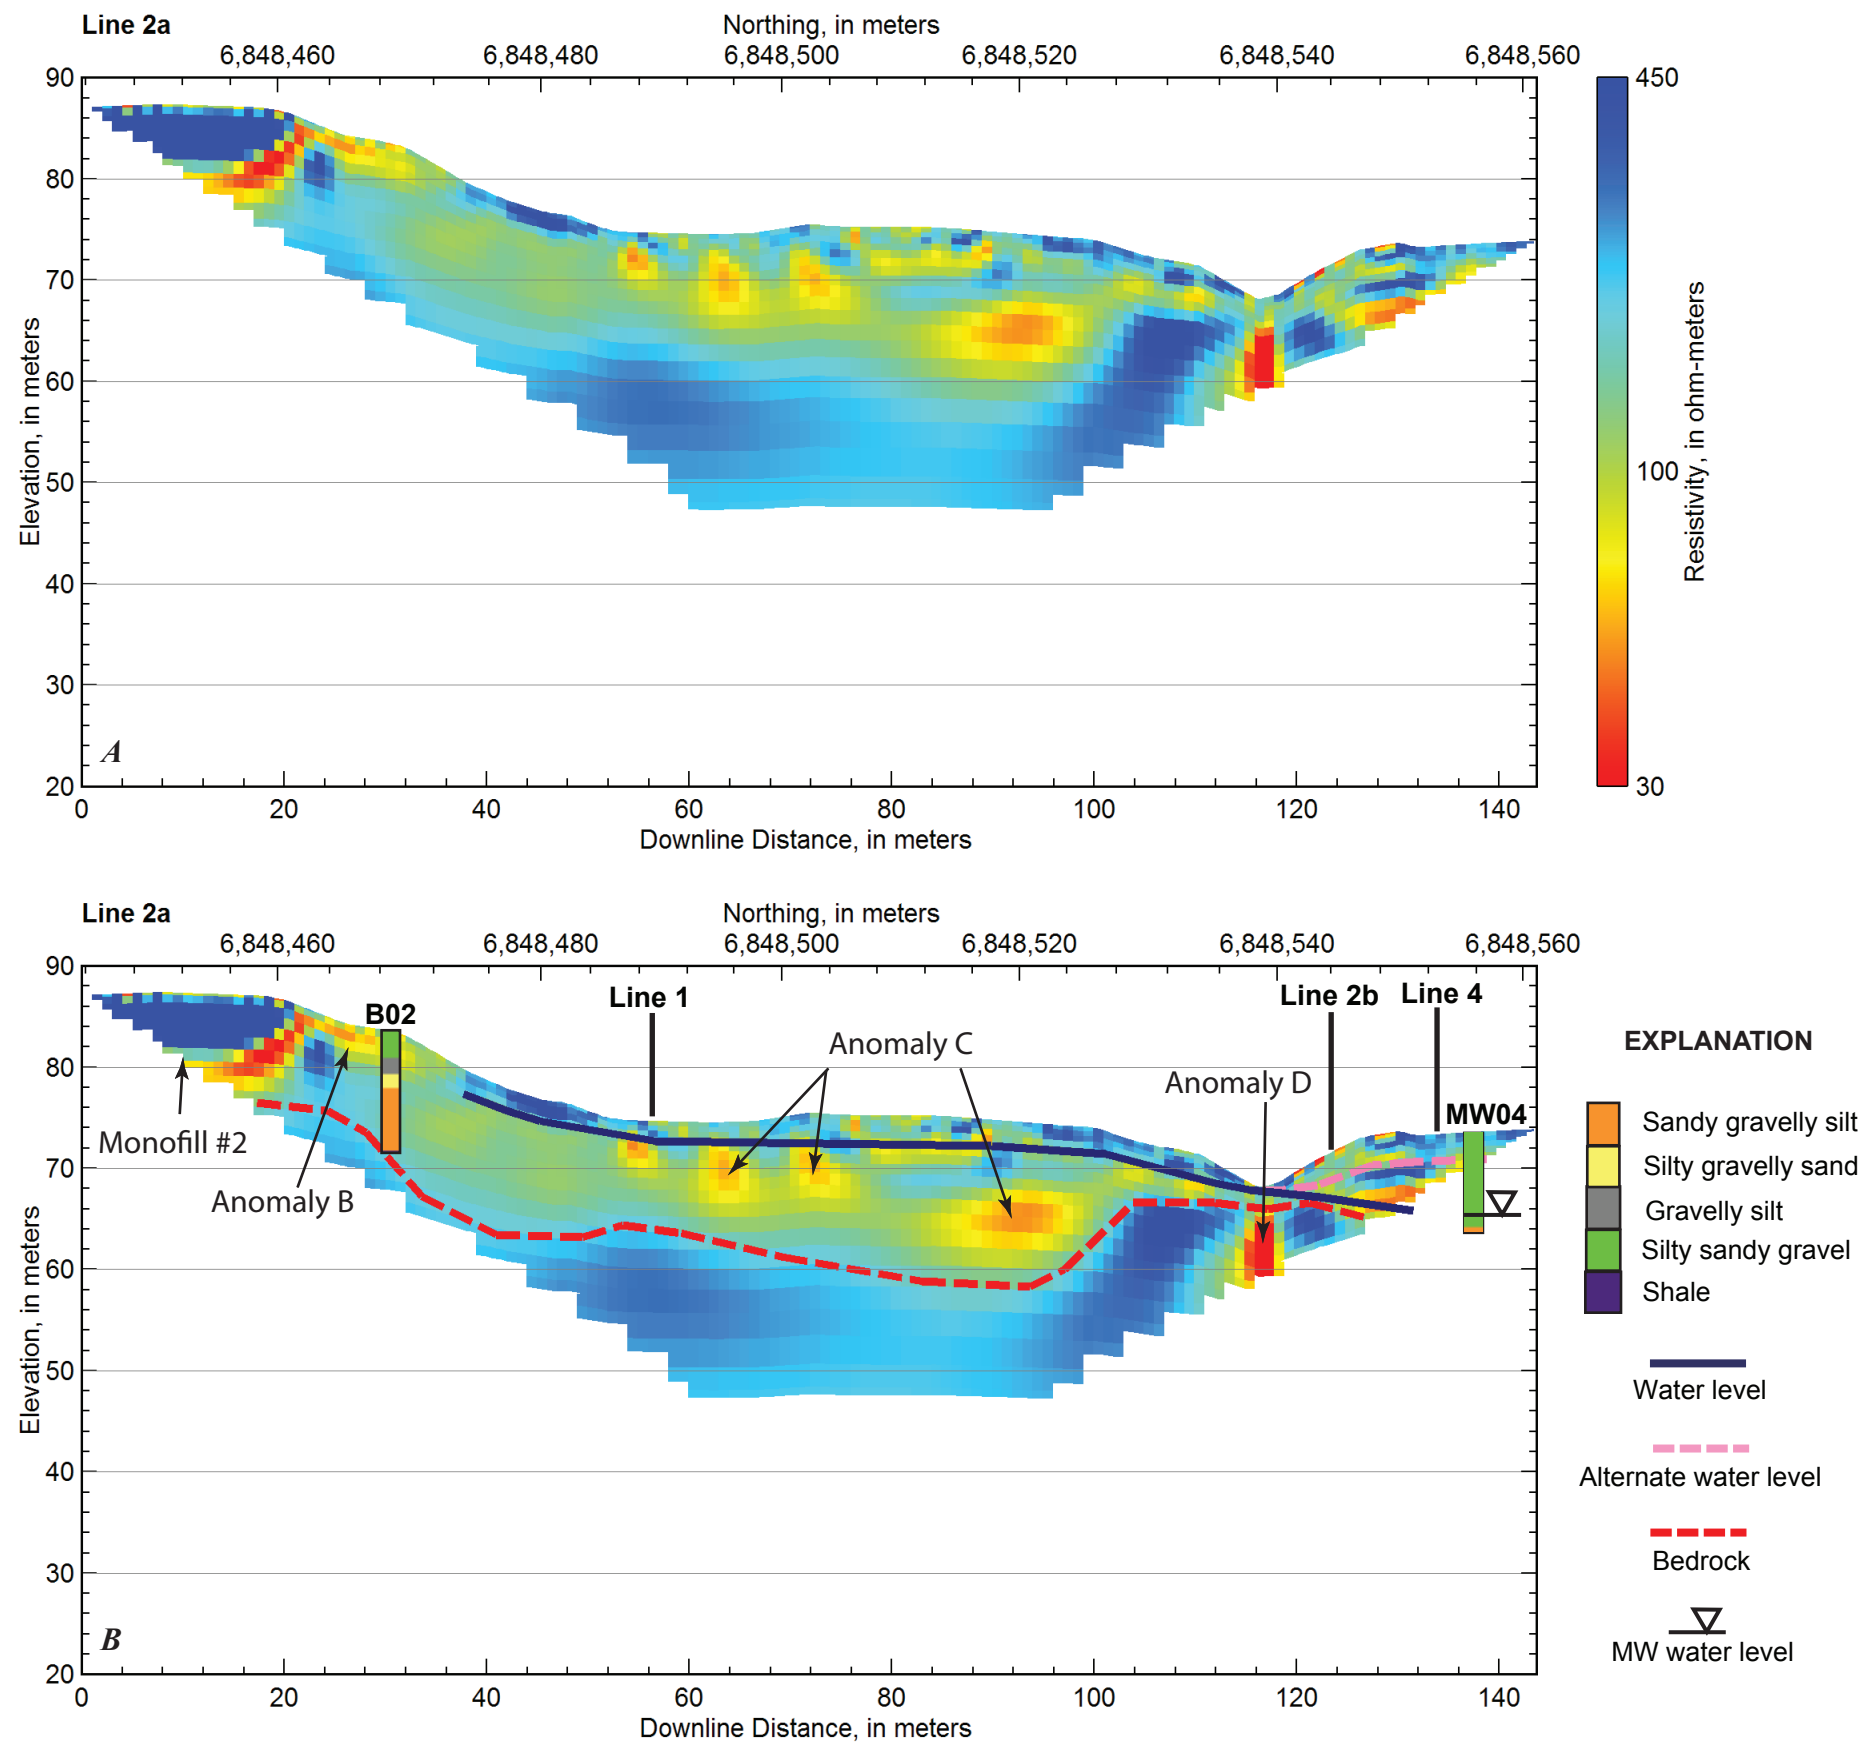 Line 2a
Northing, in meters
6,848,460 6,848,480 6,848,500 6,848,520 6,848,540 6,848,560
90
80
70
60
50
40
30
20
Elevation, in meters
A
0 20 40 60 80 100 120 140
Downline Distance, in meters
450
100
30
Resistivity, in ohm-meters
Line 2a
Northing, in meters
6,848,460 6,848,480 6,848,500 6,848,520 6,848,540 6,848,560
90
80
70
60
50
40
30
20
Elevation, in meters
B02
Line 1
Line 2b
Line 4
Anomaly C
Anomaly D
MW04
Monofill #2
Anomaly B
B
0 20 40 60 80 100 120 140
Downline Distance, in meters
EXPLANATION
Sandy gravelly silt
Silty gravelly sand
Gravelly silt
Silty sandy gravel
Shale
Water level
Alternate water level
Bedrock
MW water level